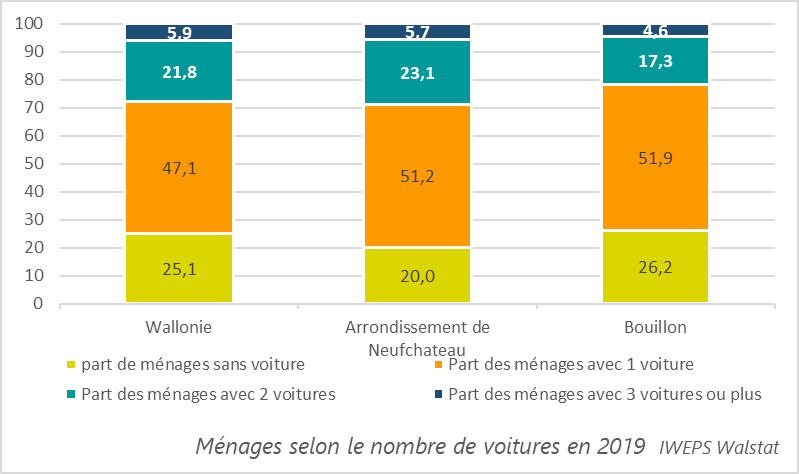 100
90
80
70
60
50
40
30
20
10
0
5,9
5,7
4,6
21,8
23,1
17,3
47,1
51,2
51,9
25,1
20,0
26,2
Wallonie
Arrondissement de
Neufchateau
Bouillon
part de ménages sans voiture
Part des ménages avec 1 voiture
Part des ménages avec 2 voitures
Part des ménages avec 3 voitures ou plus
Ménages selon le nombre de voitures en 2019 IWEPS Walstat